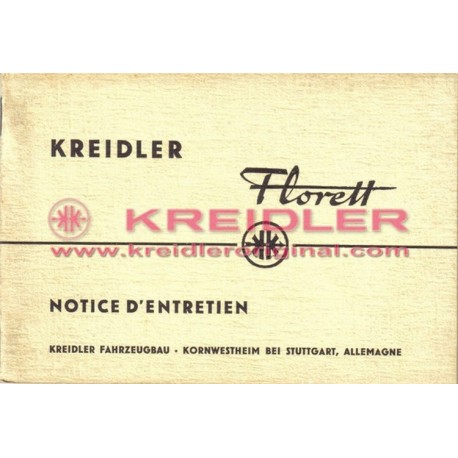 KREIDLER
Florett
KREIDLER
www.kreidleroriginal.com
NOTICE D'ENTRETIEN
KREIDLER FAHRZEUGBAU · KORNWESTHEIM BEI STUTTGART, ALLEMAGNE